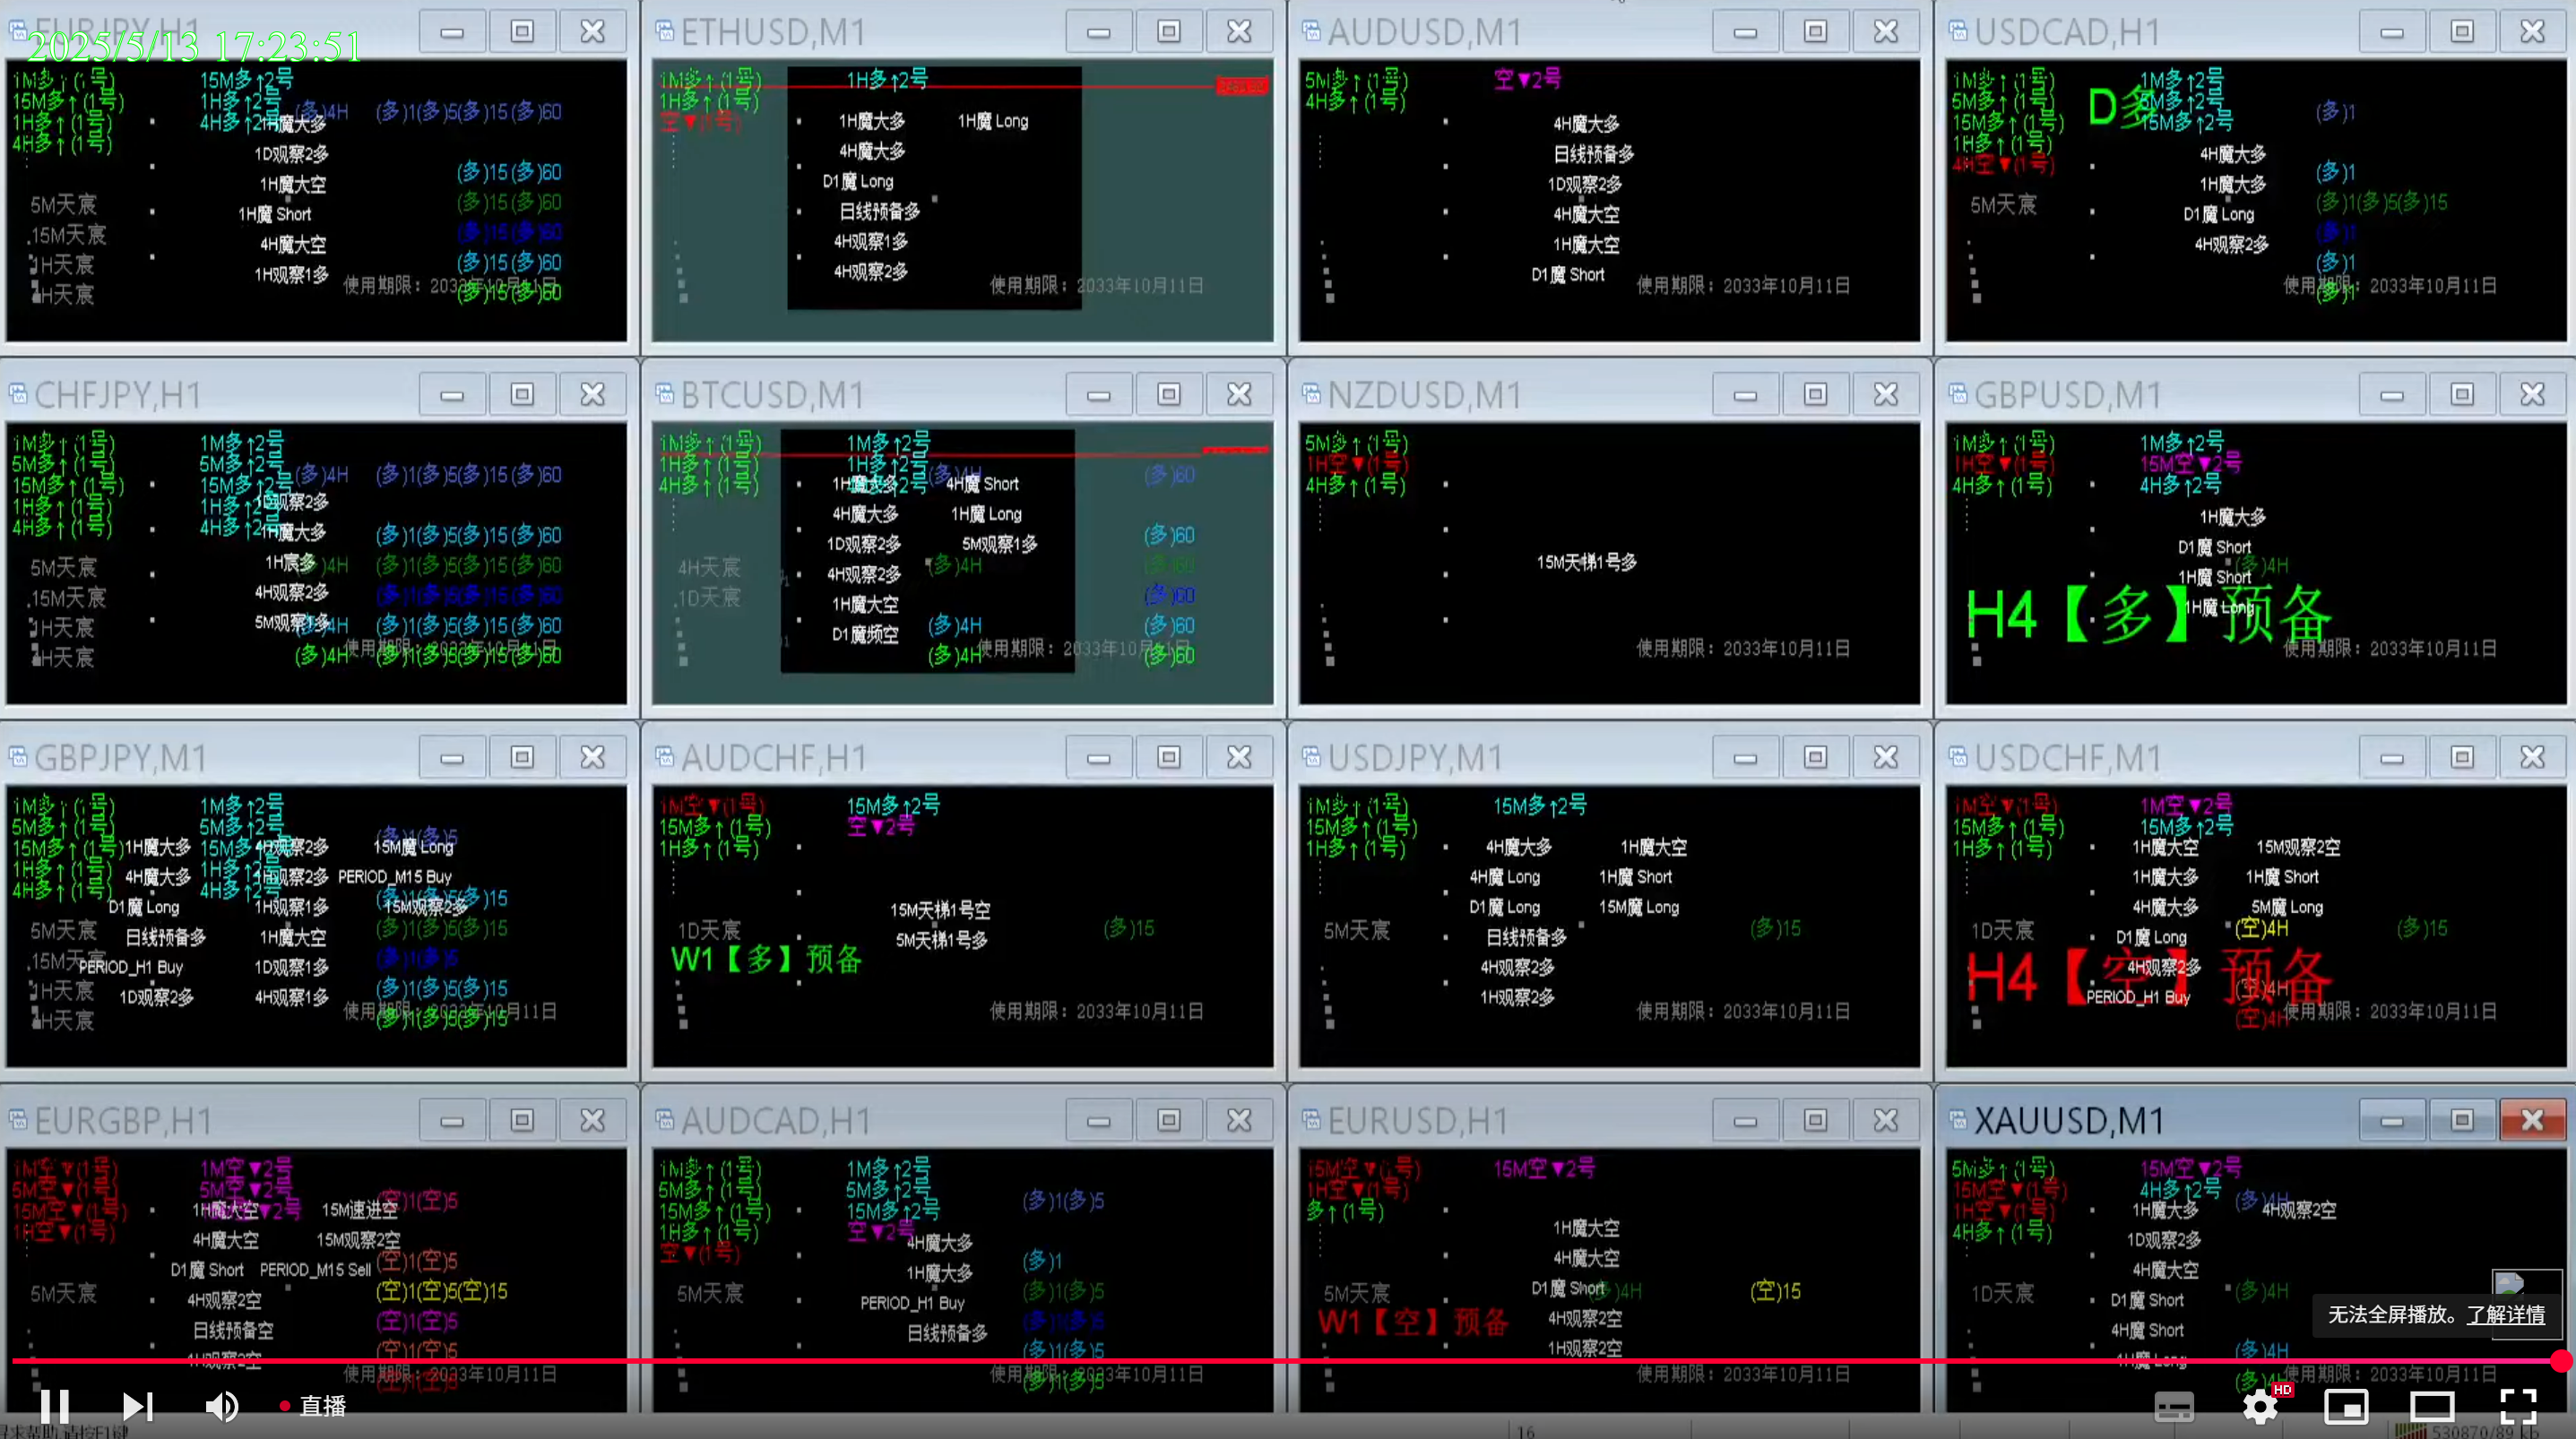 EURJPY,H1
2025/5/13 17:23:51
1M多↑(1号)
15M多↑(1号)
1H多↑(1号)
4H多↑(1号)
15M多↑2号
1H多↑2号
4H多↑2号
(多)4H (多)1(多)5(多)15(多)60
1H魔大多
1D观察2多
1H魔大空
1H魔 Short
4H魔大空
1H观察1多
(多)15(多)60
(多)15(多)60
(多)15(多)60
(多)15(多)60
(多)15(多)60
5M天宸
15M天宸
1H天宸
使用期限：2033年10月11日
ETHUSD,M1
1M多↑(1号)
1H多↑(1号)
空▼(1号)
1H多↑2号
1H魔大多 1H魔 Long
4H魔大多
D1魔 Long
日线预备多
4H观察1多
4H观察2多
使用期限：2033年10月11日
AUDUSD,M1
5M多↑(1号)
4H多↑(1号)
空▼2号
4H魔大多
日线预备多
1D观察2多
4H魔大空
1H魔大空
D1魔 Short
使用期限：2033年10月11日
USDCAD,H1
1M多↑(1号)
5M多↑(1号)
15M多↑(1号)
1H多↑(1号)
4H空▼(1号)
D多
1M多↑2号
5M多↑2号
15M多↑2号
4H魔大多
1H魔大多
D1魔 Long
4H观察2多
(多)1
(多)1
(多)1(多)5(多)15
(多)1
(多)1
(多)1
5M天宸
使用期限：2033年10月11日
CHFJPY,H1
1M多↑(1号)
5M多↑(1号)
15M多↑(1号)
1H多↑(1号)
4H多↑(1号)
1M多↑2号
5M多↑2号
15M多↑2号
1H多↑2号
4H多↑2号
(多)4H (多)1(多)5(多)15(多)60
1D观察2多
1H魔大多
1H宸多
4H观察2多
5M观察1多
(多)1(多)5(多)15(多)60
(多)4H (多)1(多)5(多)15(多)60
(多)1(多)5(多)15(多)60
(多)4H (多)1(多)5(多)15(多)60
(多)4H (多)1(多)5(多)15(多)60
5M天宸
15M天宸
1H天宸
使用期限：2033年10月11日
BTCUSD,M1
1M多↑(1号)
1H多↑(1号)
4H多↑(1号)
1M多↑2号
1H多↑2号
4H多↑2号
(多)4H (多)60
1H魔大多 4H魔 Short
4H魔大多 1H魔 Long
1D观察2多 5M观察1多
4H观察2多
1H魔大空
D1魔频空
(多)60
(多)4H (多)60
(多)60
(多)4H (多)60
(多)4H (多)60
4H天宸
1D天宸
使用期限：2033年10月11日
NZDUSD,M1
5M多↑(1号)
1H空▼(1号)
4H多↑(1号)
15M天梯1号多
使用期限：2033年10月11日
GBPUSD,M1
1M多↑(1号)
1H空▼(1号)
4H多↑(1号)
1M多↑2号
15M空▼2号
4H多↑2号
1H魔大多
D1魔 Short
1H魔 Short
1H魔 Long
(多)4H
H4【多】预备
使用期限：2033年10月11日
GBPJPY,M1
1M多↑(1号)
5M多↑(1号)
15M多↑(1号)
1H多↑(1号)
4H多↑(1号)
1M多↑2号
5M多↑2号
15M多↑2号
1H多↑2号
4H多↑2号
(多)1(多)5
1H魔大多 4H观察2多 15M魔 Long
4H魔大多 1H观察2多 PERIOD_M15 Buy
D1魔 Long 1H观察1多 15M观察2多
日线预备多 1H魔大空
PERIOD_H1 Buy 1D观察1多
1D观察2多 4H观察1多
(多)1(多)5(多)15
(多)1(多)5(多)15
(多)1(多)5
(多)1(多)5(多)15
(多)1(多)5(多)15
5M天宸
15M天宸
1H天宸
使用期限：2033年10月11日
AUDCHF,H1
1M空▼(1号)
15M多↑(1号)
1H多↑(1号)
15M多↑2号
空▼2号
15M天梯1号空
5M天梯1号多
(多)15
1D天宸
W1【多】预备
使用期限：2033年10月11日
USDJPY,M1
1M多↑(1号)
15M多↑(1号)
1H多↑(1号)
15M多↑2号
4H魔大多 1H魔大空
4H魔 Long 1H魔 Short
D1魔 Long 15M魔 Long
日线预备多
4H观察2多
1H观察2多
(多)15
5M天宸
使用期限：2033年10月11日
USDCHF,M1
1M空▼(1号)
15M多↑(1号)
1H多↑(1号)
1M空▼2号
15M多↑2号
1H魔大空 15M观察2空
1H魔大多 1H魔 Short
4H魔大多 5M魔 Long
D1魔 Long
4H观察2多
PERIOD_H1 Buy
(空)4H (多)15
(空)4H
(空)4H
1D天宸
H4【空】预备
使用期限：2033年10月11日
EURGBP,H1
1M空▼(1号)
5M空▼(1号)
15M空▼(1号)
1H空▼(1号)
1M空▼2号
5M空▼2号
15M空▼2号
(空)1(空)5
1H魔大空 15M速进空
4H魔大空 15M观察2空
D1魔 Short PERIOD_M15 Sell
4H观察2空
日线预备空
1H观察2空
(空)1(空)5
(空)1(空)5(空)15
(空)1(空)5
(空)1(空)5
5M天宸
使用期限：2033年10月11日
AUDCAD,H1
1M多↑(1号)
5M多↑(1号)
15M多↑(1号)
1H多↑(1号)
空▼(1号)
1M多↑2号
5M多↑2号
15M多↑2号
空▼2号
4H魔大多
1H魔大多
PERIOD_H1 Buy
日线预备多
(多)1(多)5
(多)1
(多)1(多)5
(多)1(多)5
(多)1(多)5
(多)1(多)5
5M天宸
使用期限：2033年10月11日
EURUSD,H1
15M空▼(1号)
1H空▼(1号)
多↑(1号)
15M空▼2号
1H魔大空
4H魔大空
D1魔 Short
4H观察2空
1H观察2空
(多)4H (空)15
5M天宸
W1【空】预备
使用期限：2033年10月11日
XAUUSD,M1
5M多↑(1号)
15M空▼(1号)
1H空▼(1号)
4H多↑(1号)
15M空▼2号
4H多↑2号
(多)4H
1H魔大多 4H观察2空
1D观察2多
4H魔大空
D1魔 Short
4H魔 Short
1H魔 Long
(多)4H
(多)4H
(多)4H
1D天宸
使用期限：2033年10月11日
无法全屏播放。了解详情
直播
HD
16
530870/89 kb